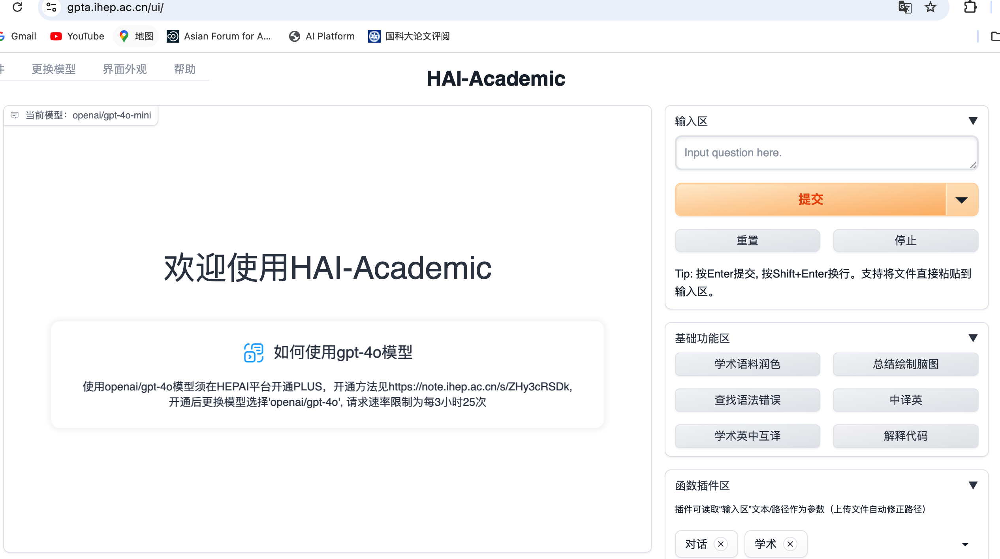 gpta.ihep.ac.cn/ui/
Gmail
YouTube
地图
Asian Forum for A...
AI Platform
国科大论文评阅
件
更换模型
界面外观
帮助
HAI-Academic
当前模型：openai/gpt-4o-mini
欢迎使用HAI-Academic
如何使用gpt-4o模型
使用openai/gpt-4o模型须在HEPAI平台开通PLUS，开通方法见https://note.ihep.ac.cn/s/ZHy3cRSDk,
开通后更换模型选择'openai/gpt-4o', 请求速率限制为每3小时25次
输入区
Input question here.
提交
重置
停止
Tip: 按Enter提交, 按Shift+Enter换行。支持将文件直接粘贴到
输入区。
基础功能区
学术语料润色
总结绘制脑图
查找语法错误
中译英
学术英中互译
解释代码
函数插件区
插件可读取“输入区”文本/路径作为参数（上传文件自动修正路径）
对话
学术